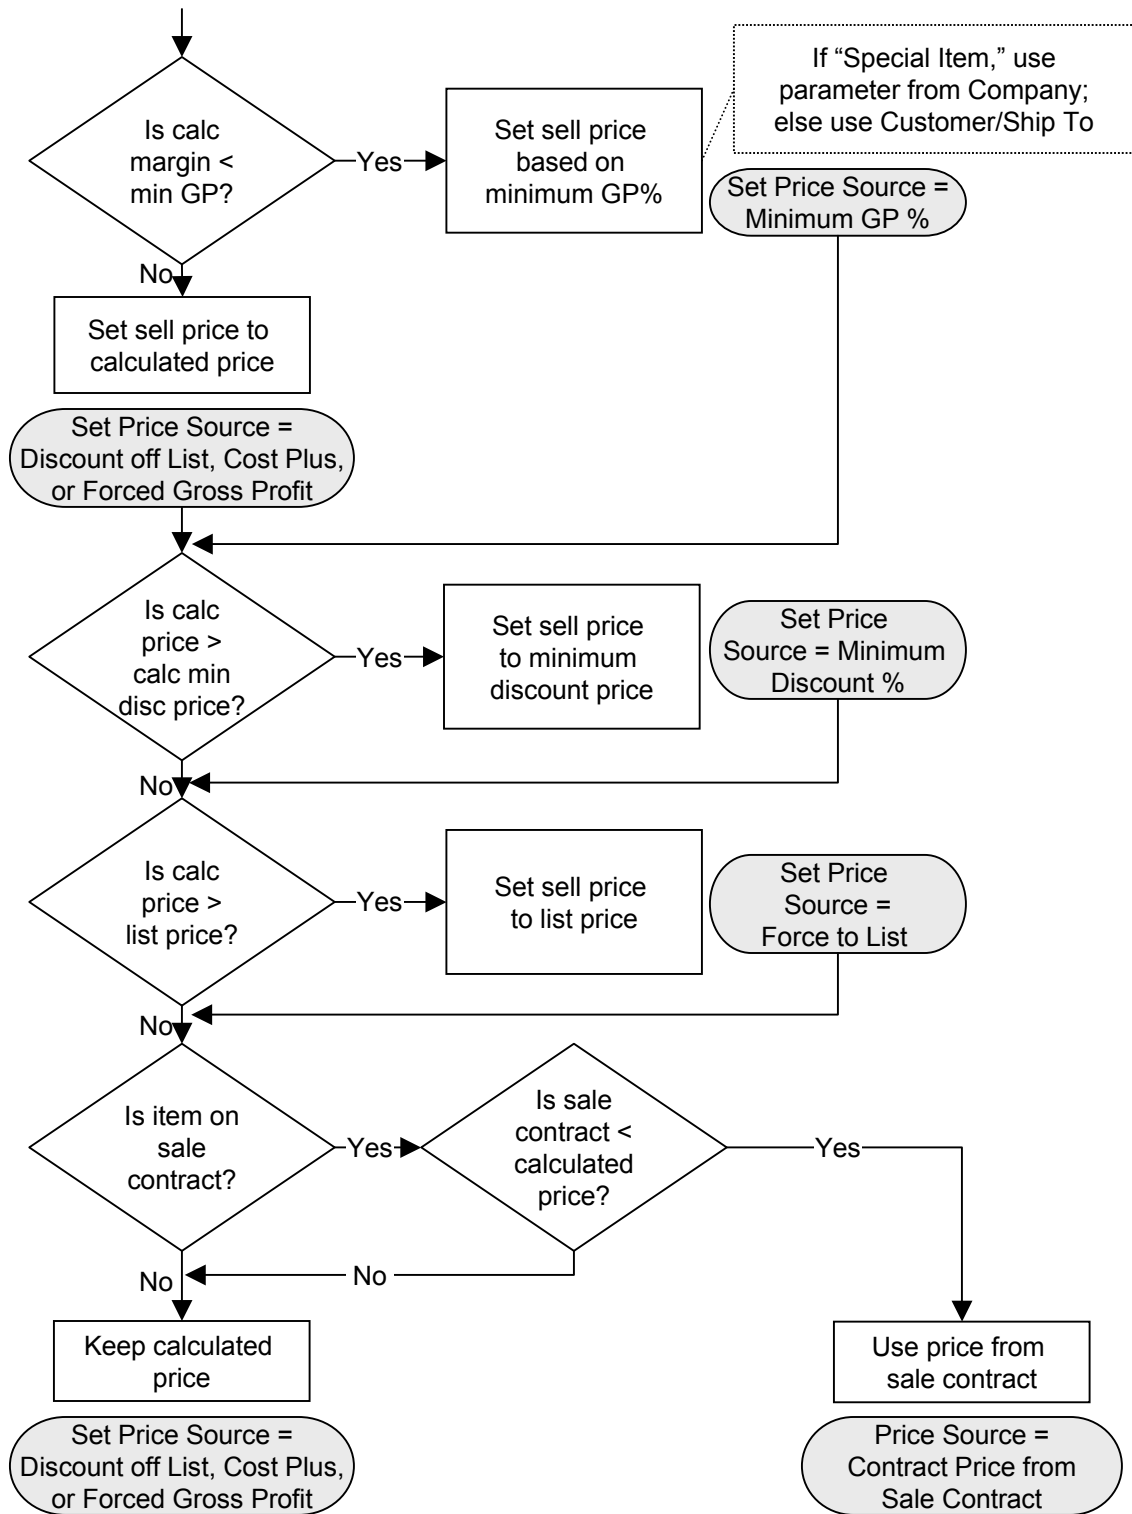 If “Special Item,” use
parameter from Company;
else use Customer/Ship To
Is calc
margin <
min GP?
Yes
Set sell price
based on
minimum GP%
Set Price Source =
Minimum GP %
No
Set sell price to
calculated price
Set Price Source =
Discount off List, Cost Plus,
or Forced Gross Profit
Is calc
price >
calc min
disc price?
Yes
Set sell price
to minimum
discount price
Set Price
Source = Minimum
Discount %
No
Is calc
price >
list price?
Yes
Set sell price
to list price
Set Price
Source =
Force to List
No
Is item on
sale
contract?
Yes
Is sale
contract <
calculated
price?
Yes
No
No
Keep calculated
price
Use price from
sale contract
Set Price Source =
Discount off List, Cost Plus,
or Forced Gross Profit
Price Source =
Contract Price from
Sale Contract